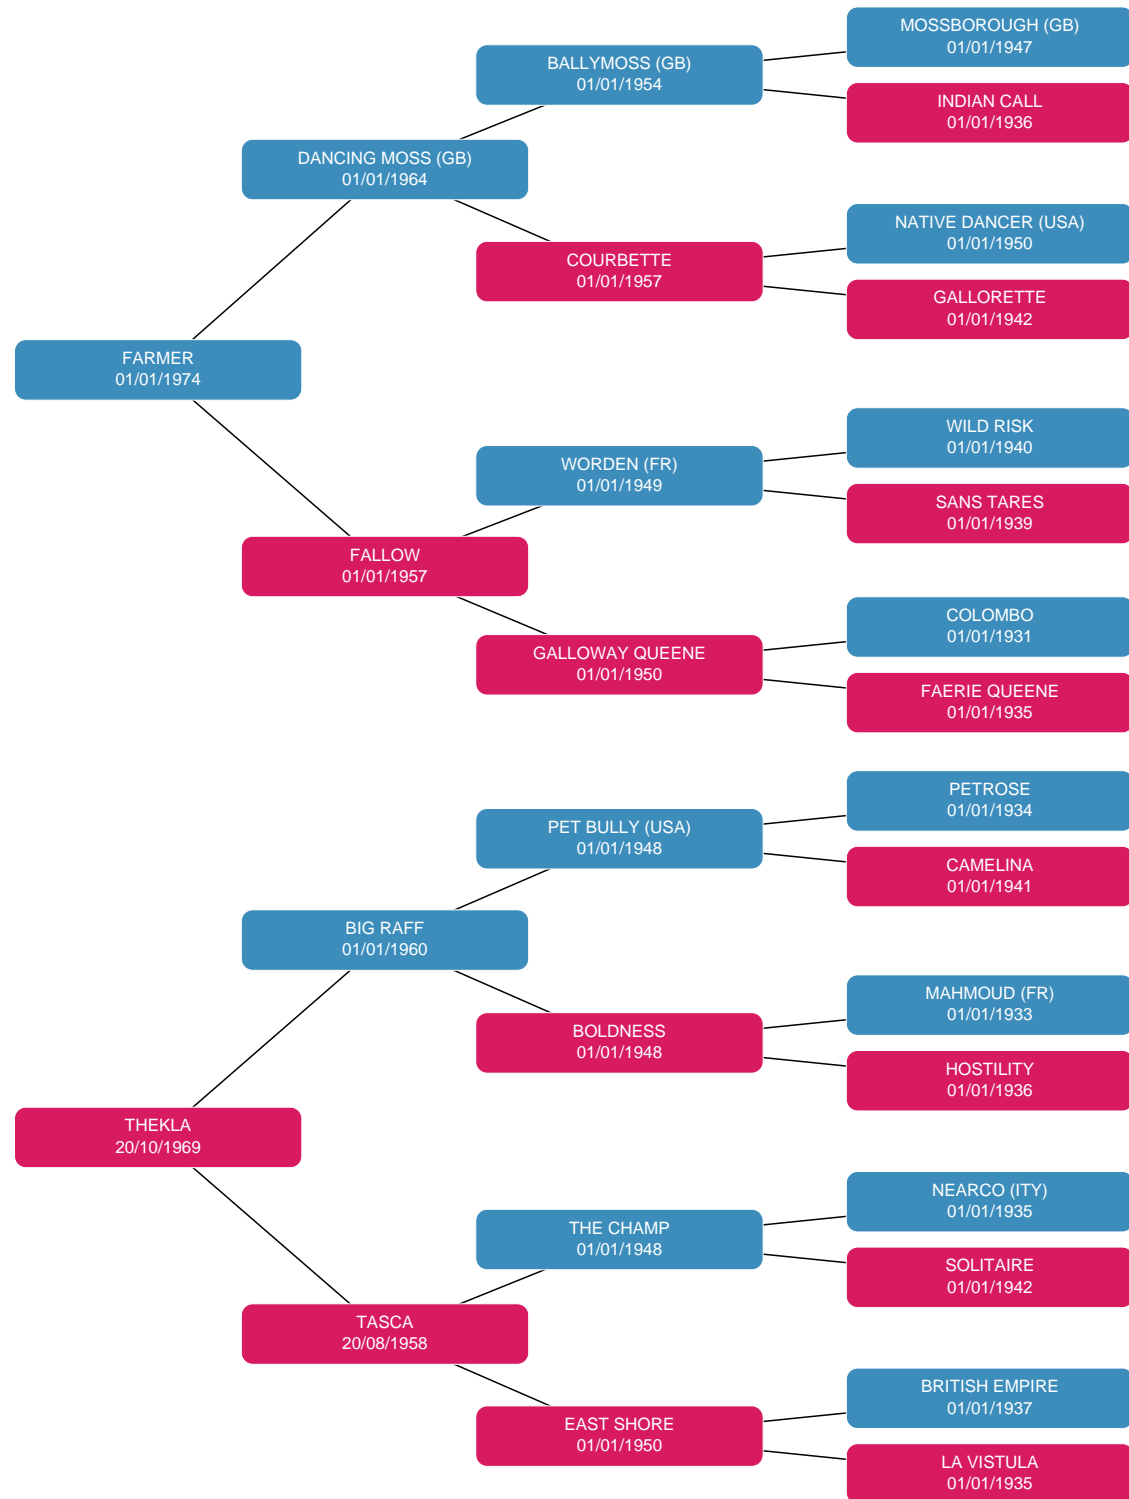 MOSSBOROUGH (GB)
01/01/1947
BALLYMOSS (GB)
01/01/1954
INDIAN CALL
01/01/1936
DANCING MOSS (GB)
01/01/1964
NATIVE DANCER (USA)
01/01/1950
COURBETTE
01/01/1957
GALLORETTE
01/01/1942
FARMER
01/01/1974
WILD RISK
01/01/1940
WORDEN (FR)
01/01/1949
SANS TARES
01/01/1939
FALLOW
01/01/1957
COLOMBO
01/01/1931
GALLOWAY QUEENE
01/01/1950
FAERIE QUEENE
01/01/1935
PETROSE
01/01/1934
PET BULLY (USA)
01/01/1948
CAMELINA
01/01/1941
BIG RAFF
01/01/1960
MAHMOUD (FR)
01/01/1933
BOLDNESS
01/01/1948
HOSTILITY
01/01/1936
THEKLA
20/10/1969
NEARCO (ITY)
01/01/1935
THE CHAMP
01/01/1948
SOLITAIRE
01/01/1942
TASCA
20/08/1958
BRITISH EMPIRE
01/01/1937
EAST SHORE
01/01/1950
LA VISTULA
01/01/1935